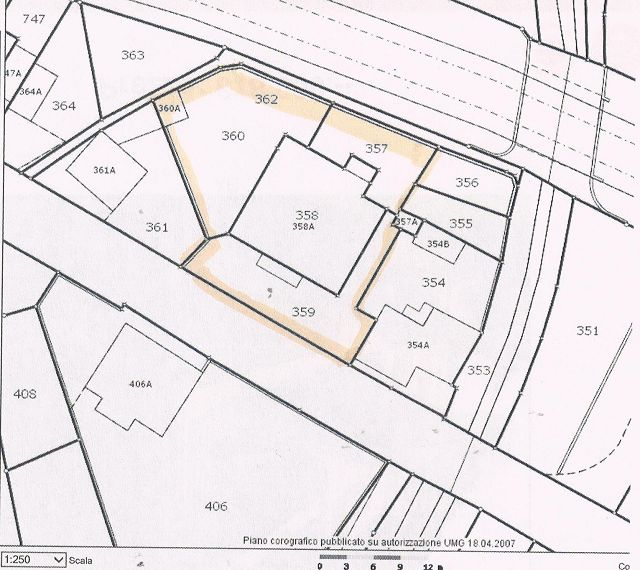 747
363
47A
364A
364
362
360A
360
357
361A
356
358
358A
357A
355
354B
361
354
359
351
354A
353
406A
408
406
Piano corografico pubblicato su autorizzazione UMG 18.04.2007
1:250 Scala
0 3 6 9 12 m
Co